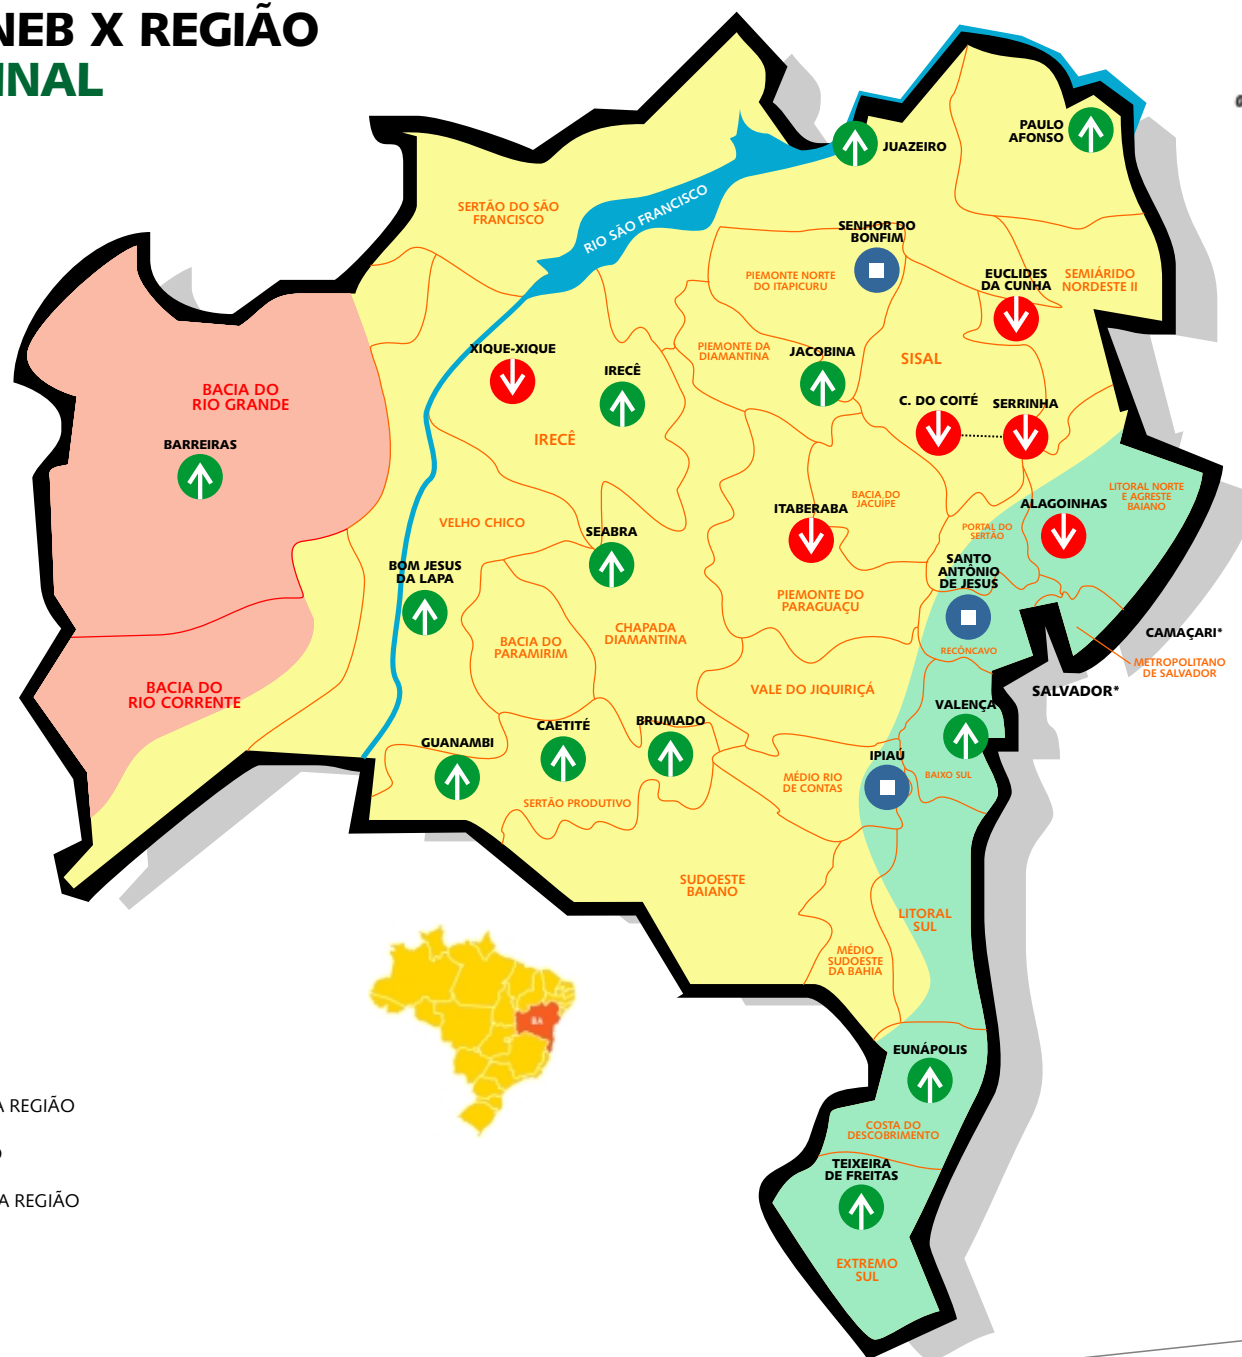 NEB X REGIÃO
INAL
PAULO
AFONSO
JUAZEIRO
SERTÃO DO SÃO
FRANCISCO
RIO SÃO FRANCISCO
SENHOR DO
BONFIM
PIEMONTE NORTE
DO ITAPICURU
EUCLIDES
DA CUNHA
SEMIÁRIDO
NORDESTE II
XIQUE-XIQUE
IRECÊ
PIEMONTE DA
DIAMANTINA
JACOBINA
SISAL
BACIA DO
RIO GRANDE
C. DO COITÉ
SERRINHA
BARREIRAS
IRECÊ
LITORAL NORTE
E AGRESTE
BAIANO
BACIA DO
JACUÍPE
ITABERABA
ALAGOINHAS
VELHO CHICO
SEABRA
PORTAL DO
SERTÃO
BOM JESUS
DA LAPA
SANTO
ANTÔNIO
DE JESUS
PIEMONTE DO
PARAGUAÇU
CHAPADA
DIAMANTINA
BACIA DO
PARAMIRIM
RECÔNCAVO
CAMAÇARI*
METROPOLITANO
DE SALVADOR
BACIA DO
RIO CORRENTE
VALE DO JIQUIRIÇÁ
SALVADOR*
VALENÇA
GUANAMBI
CAETITÉ
BRUMADO
IPIAÚ
MÉDIO RIO
DE CONTAS
BAIXO SUL
SERTÃO PRODUTIVO
SUDOESTE
BAIANO
LITORAL
SUL
MÉDIO
SUDOESTE
DA BAHIA
BA
EUNÁPOLIS
A REGIÃO
COSTA DO
DESCOBRIMENTO
O
TEIXEIRA
DE FREITAS
A REGIÃO
EXTREMO
SUL